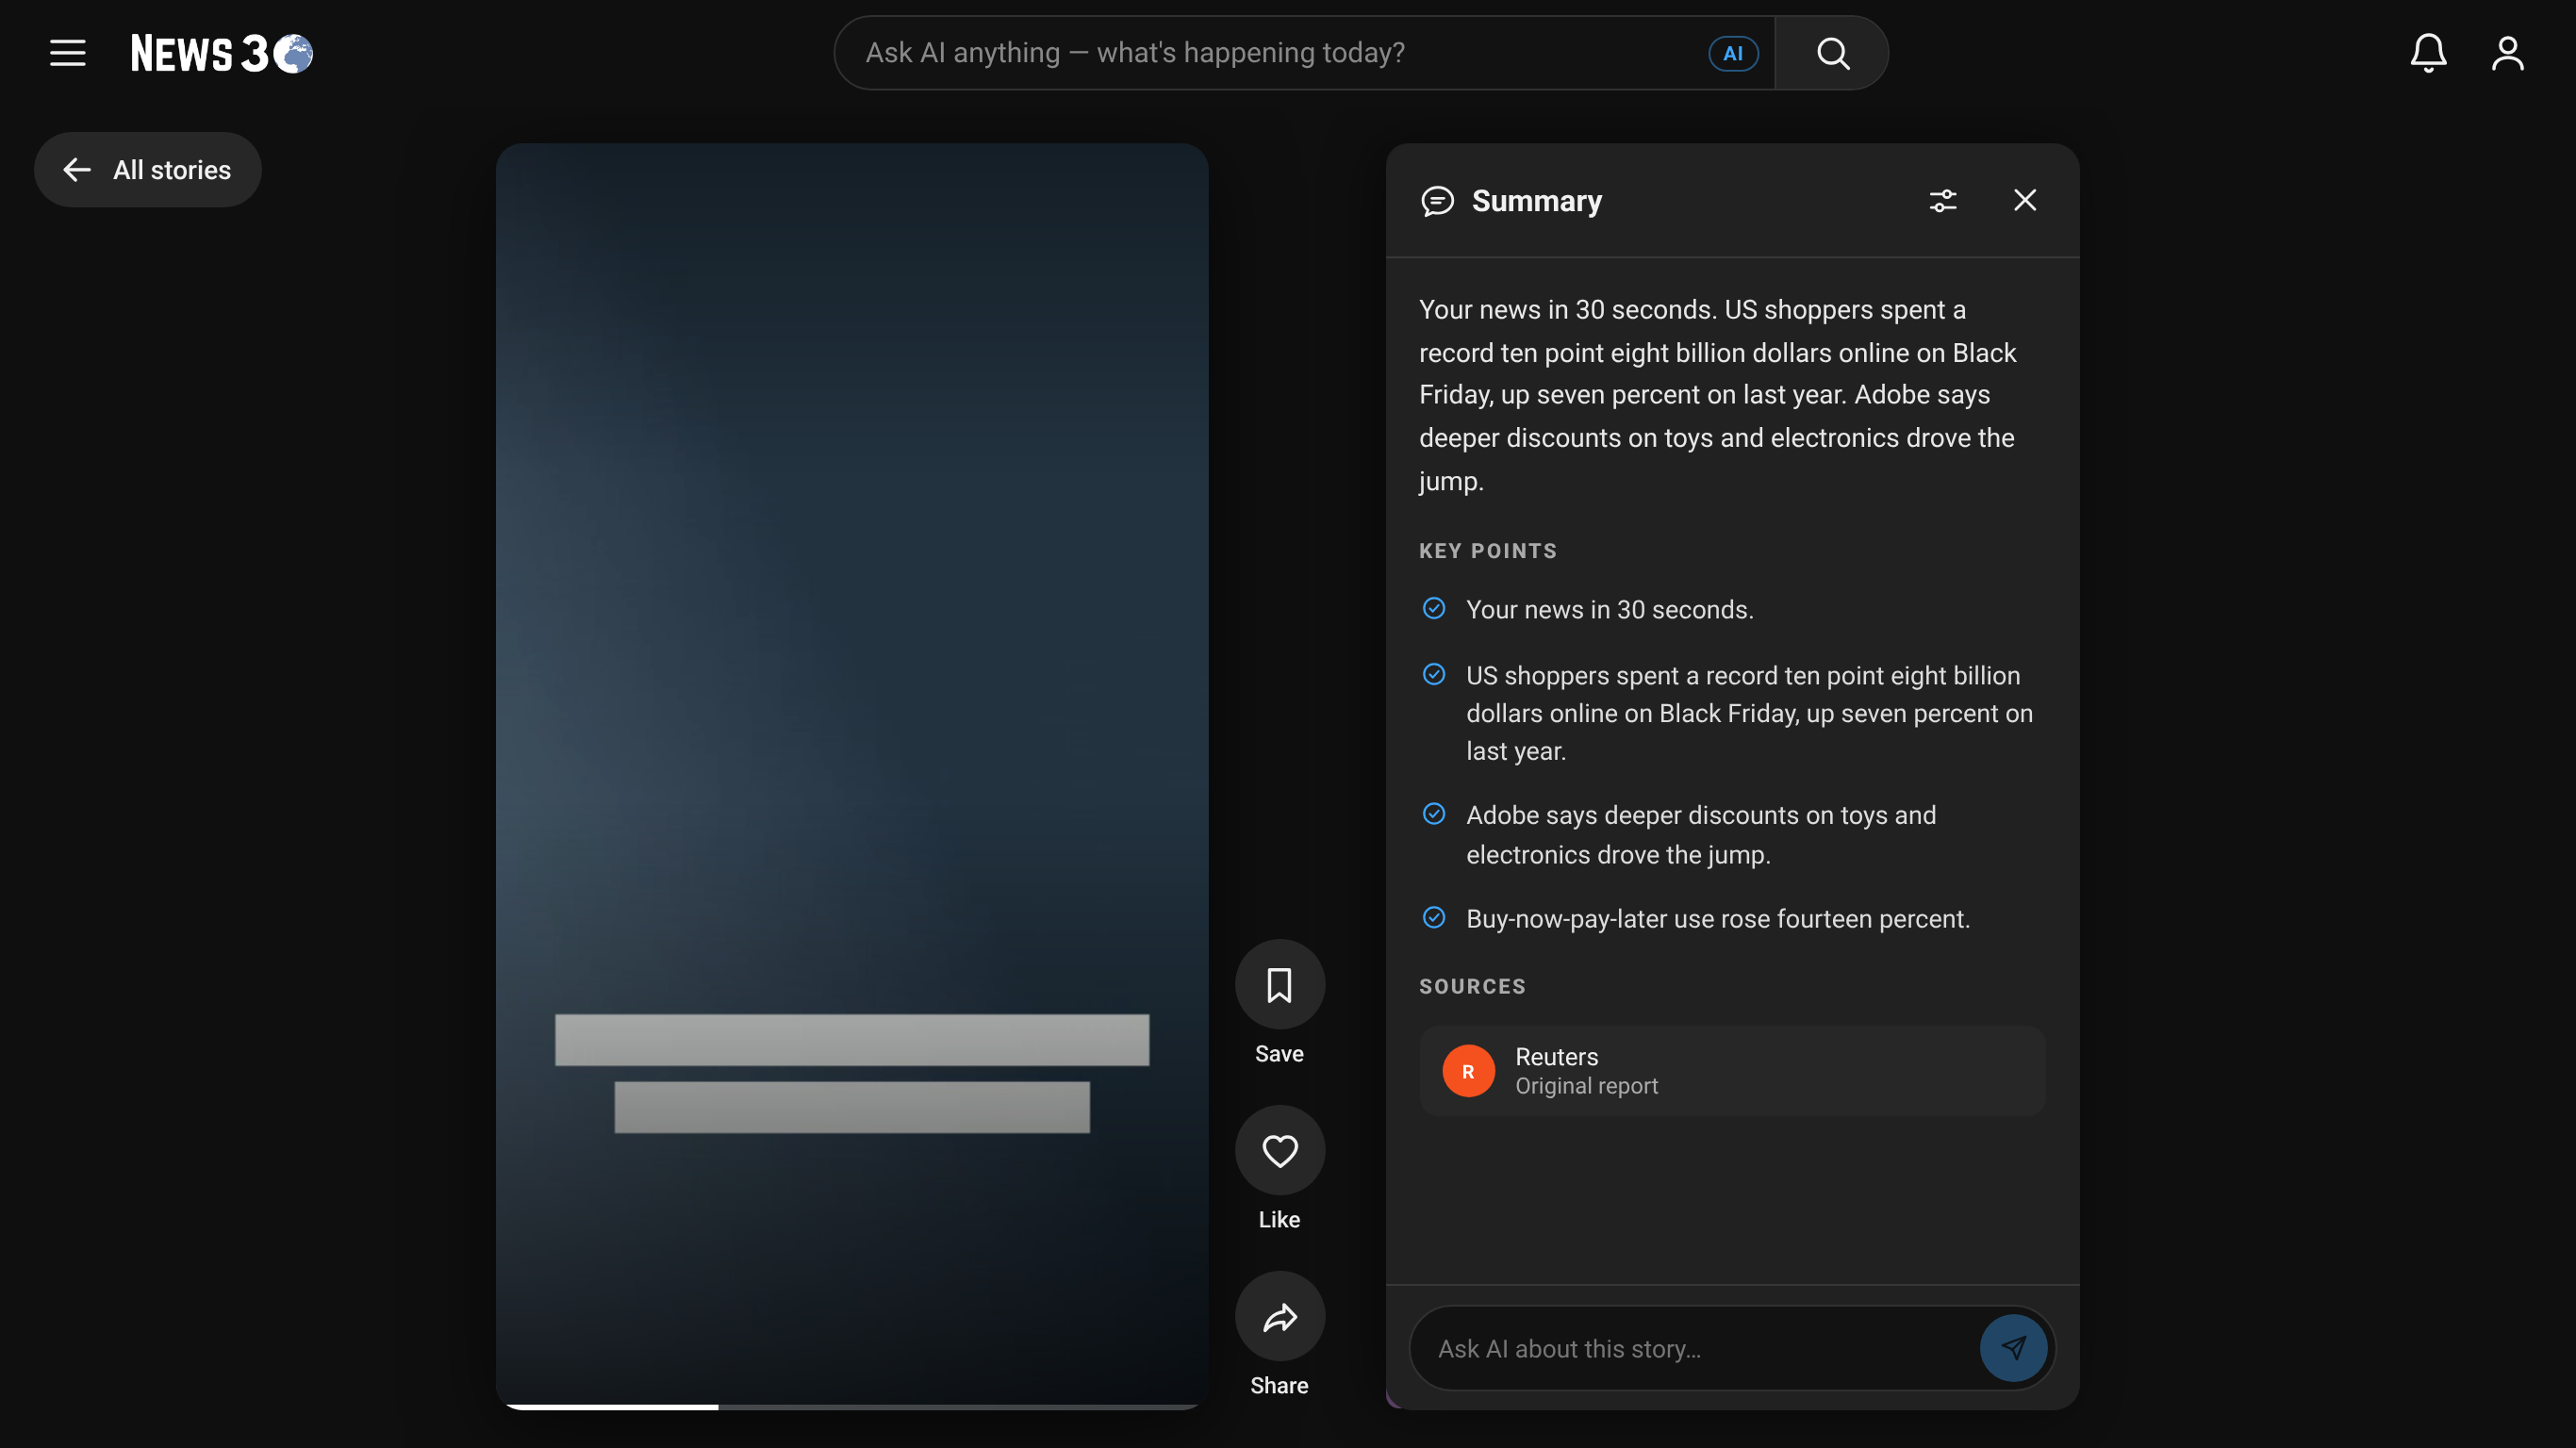 NEWS 30
Ask AI anything — what's happening today?
AI
All stories
Summary
Your news in 30 seconds. US shoppers spent a
record ten point eight billion dollars online on Black
Friday, up seven percent on last year. Adobe says
deeper discounts on toys and electronics drove the
jump.
KEY POINTS
Your news in 30 seconds.
US shoppers spent a record ten point eight billion
dollars online on Black Friday, up seven percent on
last year.
Adobe says deeper discounts on toys and
electronics drove the jump.
Buy-now-pay-later use rose fourteen percent.
SOURCES
R
Reuters
Original report
Save
Like
Share
Ask AI about this story…